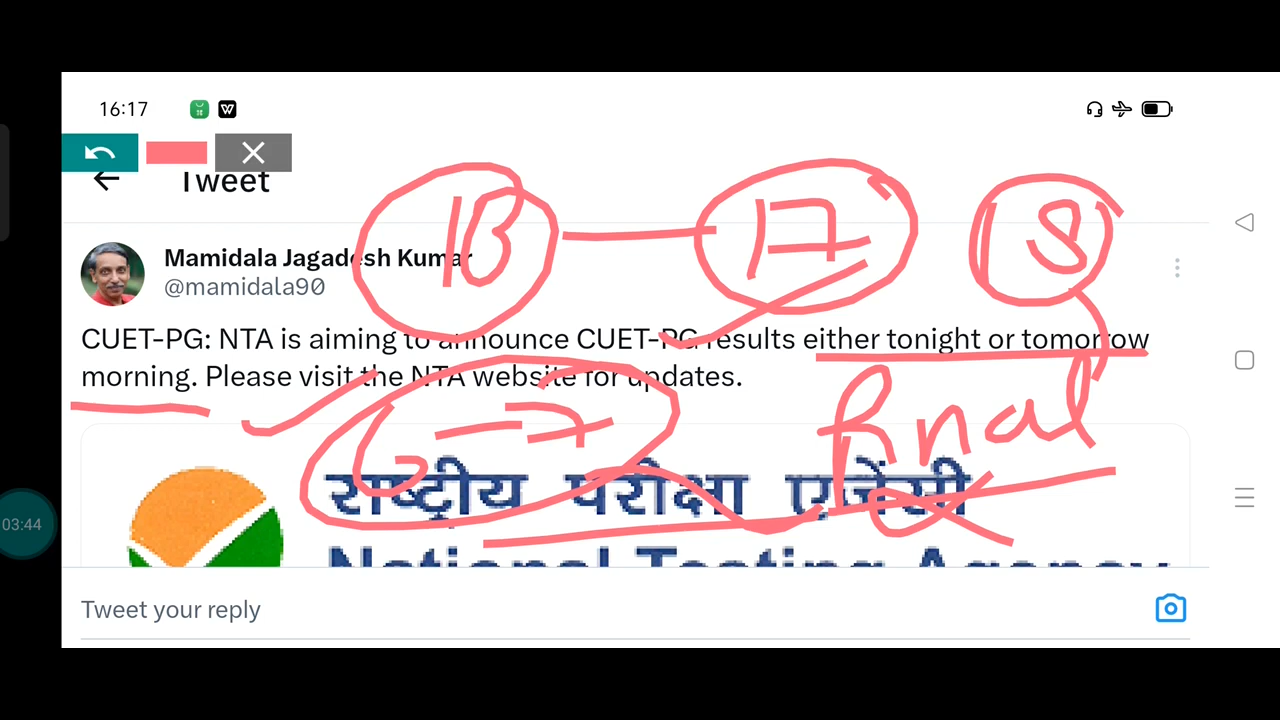 16:17
Tweet
16 17 18
Mamidala Jagadesh Kumar
@mamidala90
CUET-PG: NTA is aiming to announce CUET-PG results either tonight or tomorrow
morning. Please visit the NTA website for updates.
6-7 Final
राष्ट्रीय परीक्षा एजेंसी
National Testing Agency
03:44
Tweet your reply